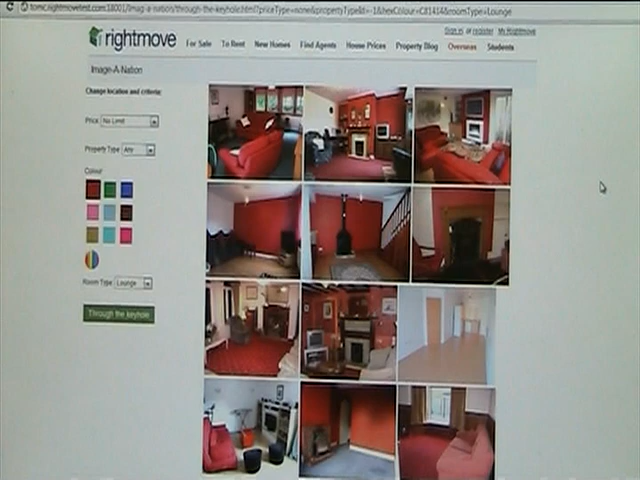 rightmove
Sign in or register My Rightmove
For Sale To Rent New Homes Find Agents House Prices Property Blog Overseas Students
Image-A-Nation
Change location and criteria:
Price No Limit
Property Type Any
Colour
Room Type Lounge
Through the keyhole